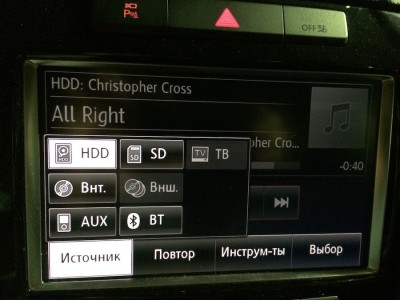 OFF
HDD: Christopher Cross
All Right
pher Cro...
HDD SD TV ТВ
-0:40
Внт. Внш.
AUX BT
Источник Повтор Инструм-ты Выбор